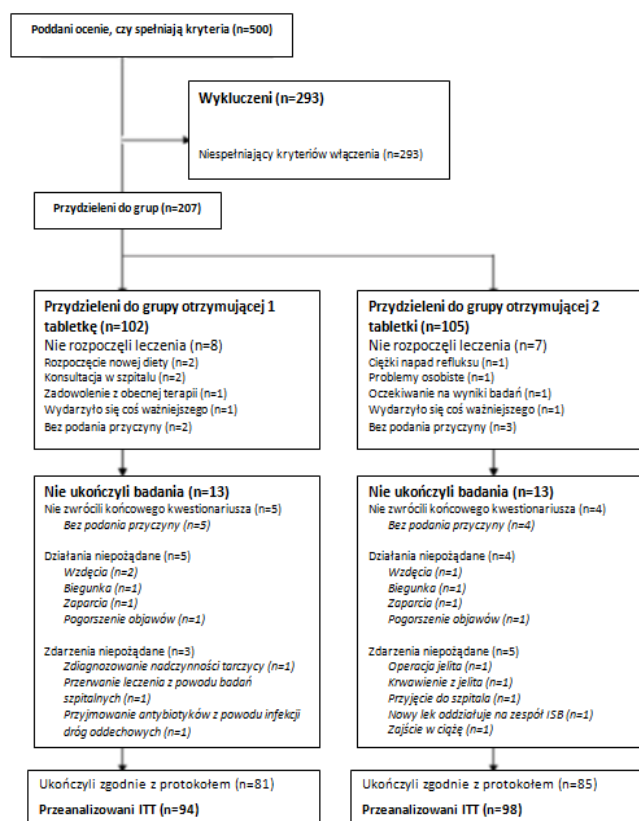 Poddani ocenie, czy spełniają kryteria (n=500)
Wykluczeni (n=293)
Niespełniający kryteriów włączenia (n=293)
Przydzieleni do grup (n=207)
Przydzieleni do grupy otrzymującej 1
tabletkę (n=102)
Nie rozpoczęli leczenia (n=8)
Rozpoczęcie nowej diety (n=2)
Konsultacja w szpitalu (n=2)
Zadowolenie z obecnej terapii (n=1)
Wydarzyło się coś ważniejszego (n=1)
Bez podania przyczyny (n=2)
Przydzieleni do grupy otrzymującej 2
tabletki (n=105)
Nie rozpoczęli leczenia (n=7)
Ciężki napad refluksu (n=1)
Problemy osobiste (n=1)
Oczekiwanie na wyniki badań (n=1)
Wydarzyło się coś ważniejszego (n=1)
Bez podania przyczyny (n=3)
Nie ukończyli badania (n=13)
Nie zwrócili końcowego kwestionariusza (n=5)
Bez podania przyczyny (n=5)
Działania niepożądane (n=5)
Wzdęcia (n=2)
Biegunka (n=1)
Zaparcia (n=1)
Pogorszenie objawów (n=1)
Zdarzenia niepożądane (n=3)
Zdiagnozowanie nadczynności tarczycy (n=1)
Przerwanie leczenia z powodu badań
szpitalnych (n=1)
Przyjmowanie antybiotyków z powodu infekcji
dróg oddechowych (n=1)
Nie ukończyli badania (n=13)
Nie zwrócili końcowego kwestionariusza (n=4)
Bez podania przyczyny (n=4)
Działania niepożądane (n=4)
Wzdęcia (n=1)
Biegunka (n=1)
Zaparcia (n=1)
Pogorszenie objawów (n=1)
Zdarzenia niepożądane (n=5)
Operacja jelita (n=1)
Krwawienie z jelita (n=1)
Przyjęcie do szpitala (n=1)
Nowy lek oddziałuje na zespół ISB (n=1)
Zajście w ciążę (n=1)
Ukończyli zgodnie z protokołem (n=81)
Przeanalizowani ITT (n=94)
Ukończyli zgodnie z protokołem (n=85)
Przeanalizowani ITT (n=98)